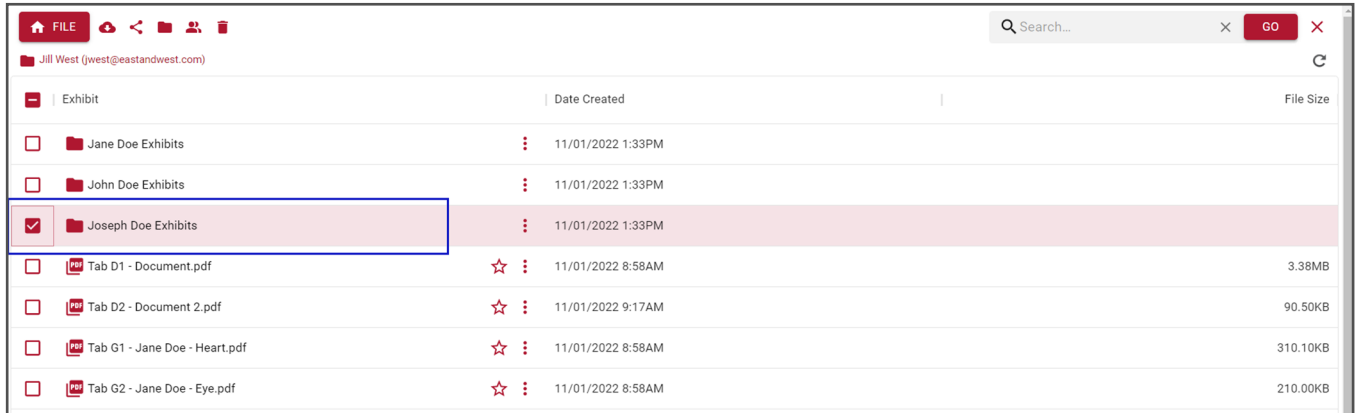 FILE Search... GO
Jill West (jwest@eastandwest.com)
Exhibit Date Created File Size
Jane Doe Exhibits 11/01/2022 1:33PM
John Doe Exhibits 11/01/2022 1:33PM
Joseph Doe Exhibits 11/01/2022 1:33PM
PDF Tab D1 - Document.pdf 11/01/2022 8:58AM 3.38MB
PDF Tab D2 - Document 2.pdf 11/01/2022 9:17AM 90.50KB
PDF Tab G1 - Jane Doe - Heart.pdf 11/01/2022 8:58AM 310.10KB
PDF Tab G2 - Jane Doe - Eye.pdf 11/01/2022 8:58AM 210.00KB